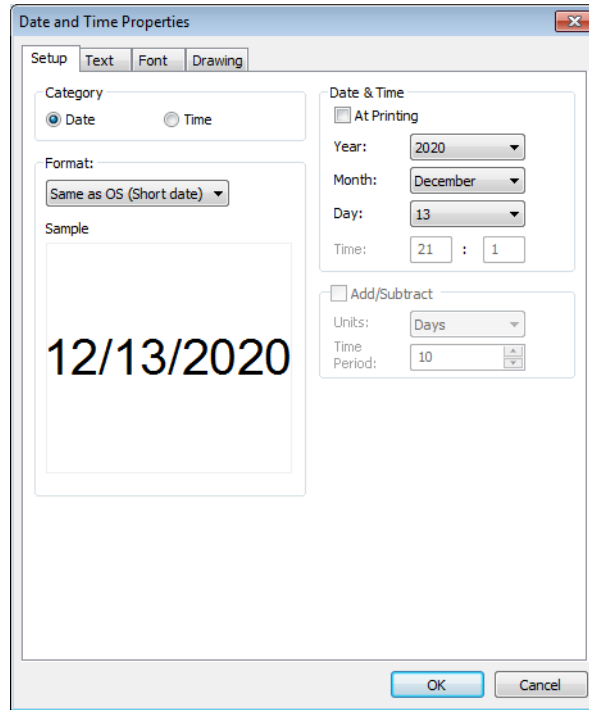 Date and Time Properties
Setup Text Font Drawing
Category
Date Time
Format:
Same as OS (Short date)
Sample
12/13/2020
Date & Time
At Printing
Year: 2020
Month: December
Day: 13
Time: 21 : 1
Add/Subtract
Units: Days
Time
Period: 10
OK Cancel